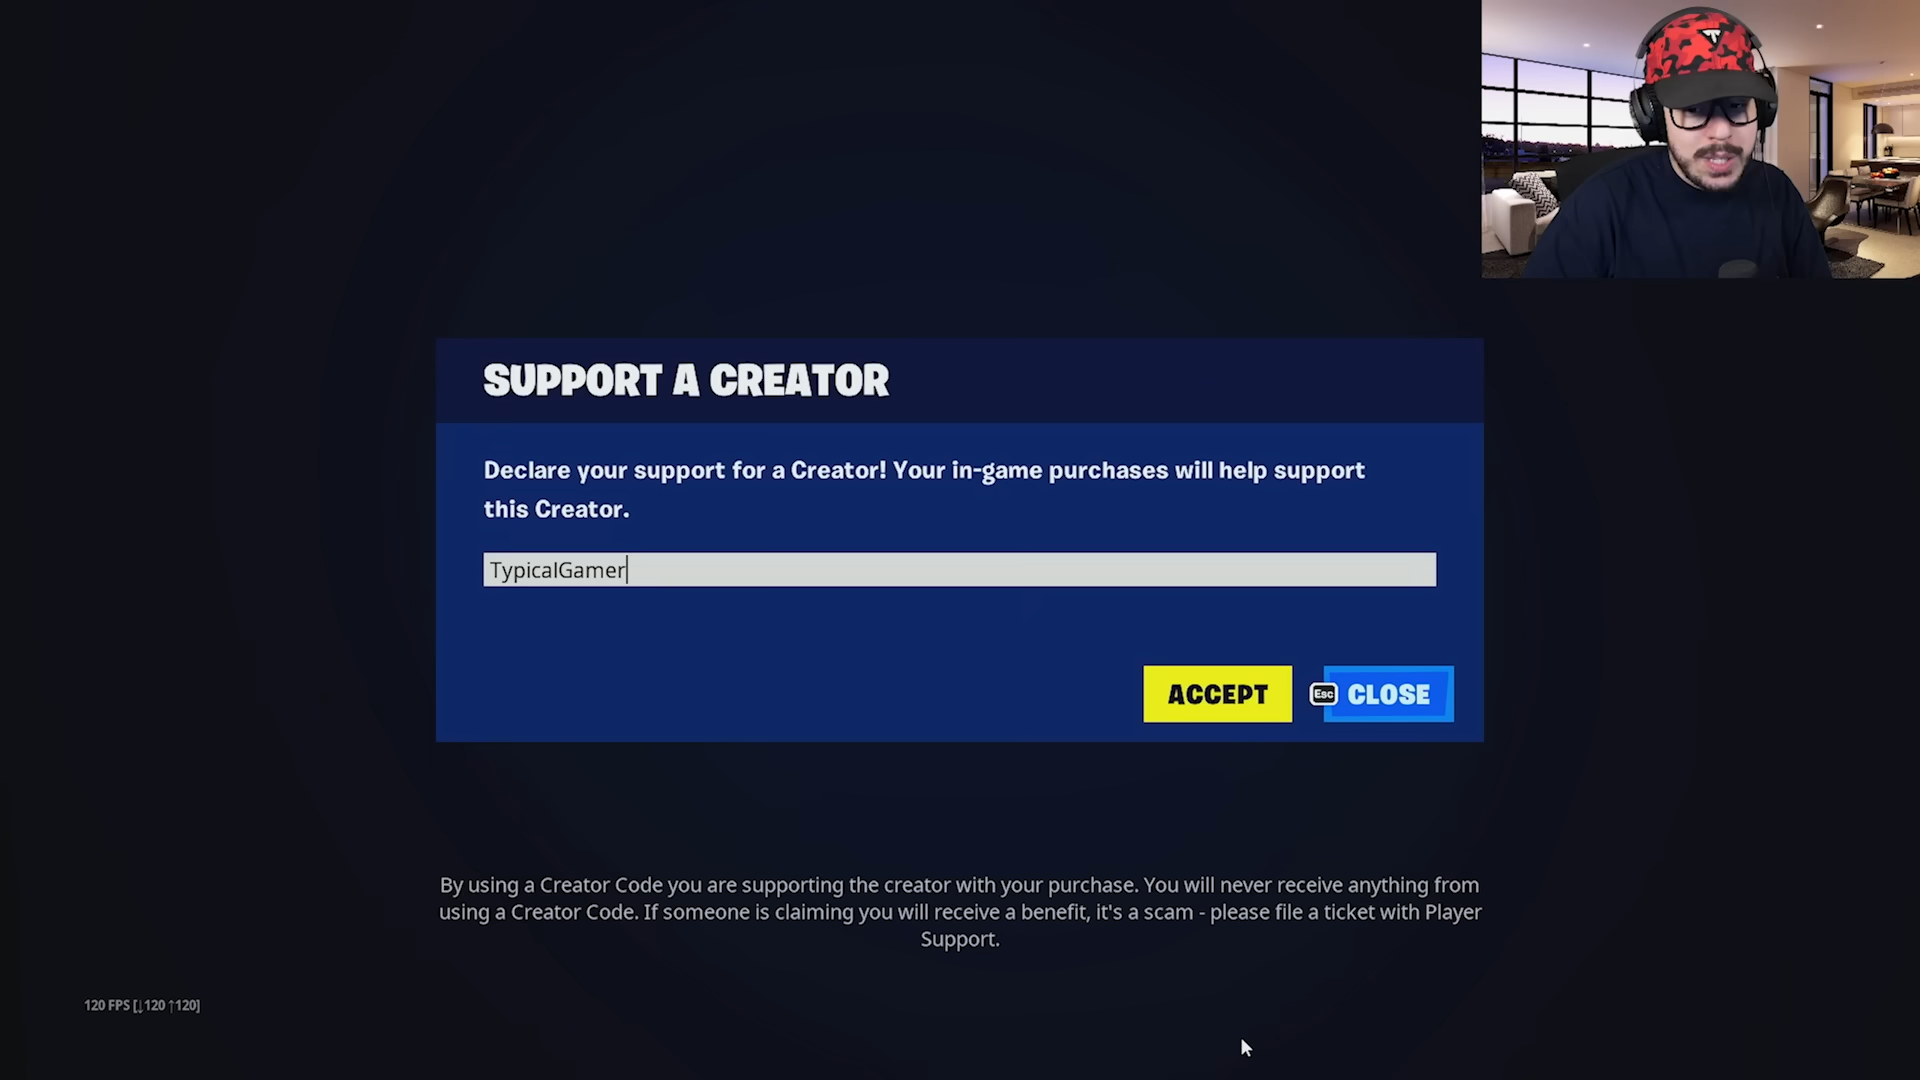 SUPPORT A CREATOR
Declare your support for a Creator! Your in-game purchases will help support
this Creator.
TypicalGamer
ACCEPT
Esc CLOSE
By using a Creator Code you are supporting the creator with your purchase. You will never receive anything from
using a Creator Code. If someone is claiming you will receive a benefit, it's a scam - please file a ticket with Player
Support.
120 FPS [↓120 ↑120]